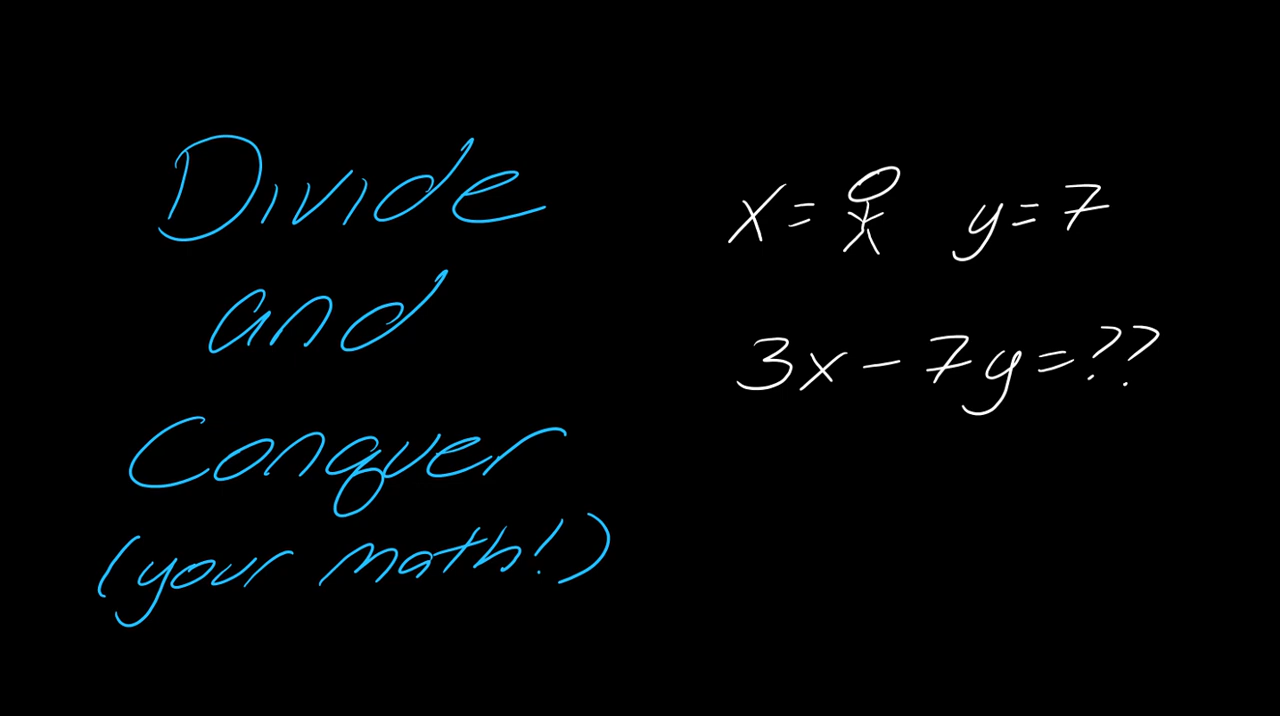 Divide
and
Conquer
(your math!)
x = y = 7
3x - 7y = ??